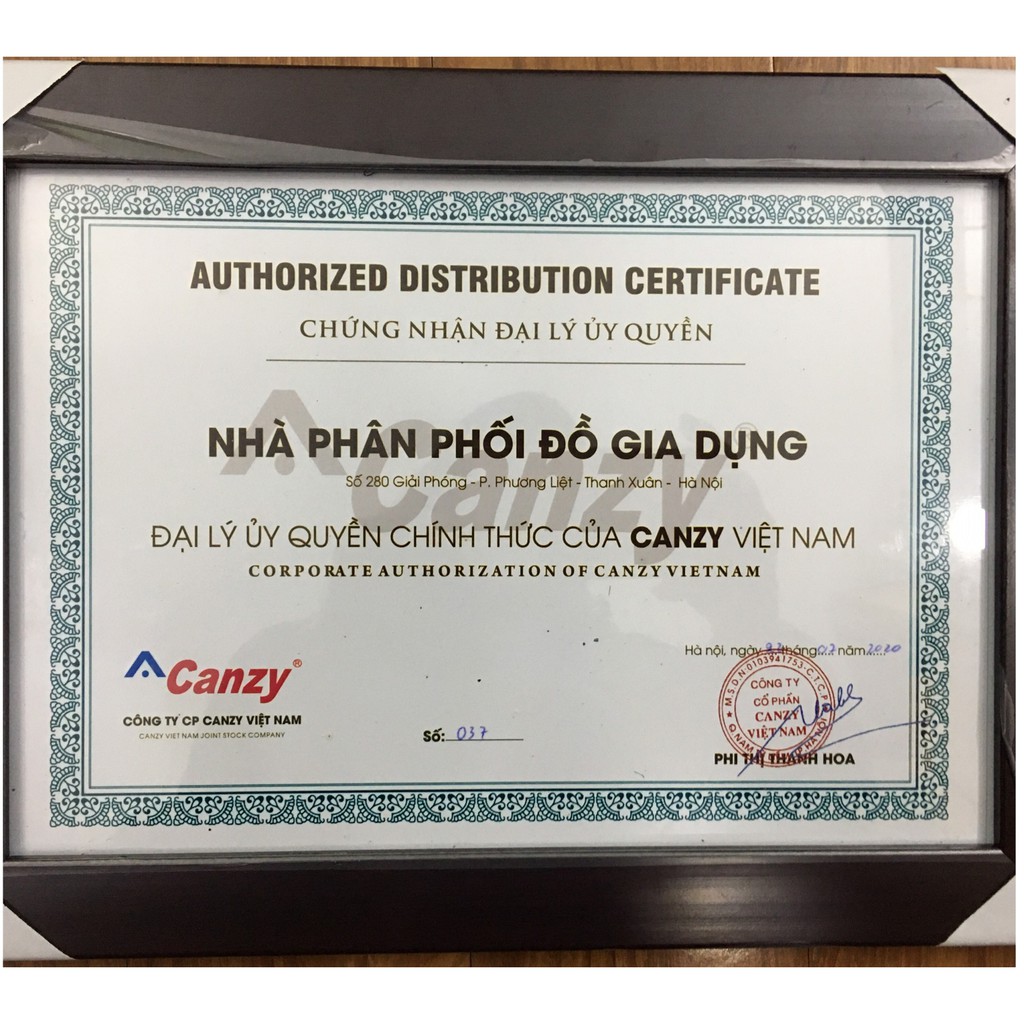 AUTHORIZED DISTRIBUTION CERTIFICATE
CHỨNG NHẬN ĐẠI LÝ ỦY QUYỀN
Canzy
NHÀ PHÂN PHỐI ĐỒ GIA DỤNG
Số 280 Giải Phóng - P. Phương Liệt - Thanh Xuân - Hà Nội
ĐẠI LÝ ỦY QUYỀN CHÍNH THỨC CỦA CANZY VIỆT NAM
CORPORATE AUTHORIZATION OF CANZY VIETNAM
Canzy®
CÔNG TY CP CANZY VIỆT NAM
CANZY VIET NAM JOINT STOCK COMPANY
Số: 037
Hà nội, ngày tháng 07 năm 2020
M.S.D.N:0103941753-C.T.C.P
CÔNG TY
CỔ PHẦN
CANZY
VIỆT NAM
PHI THỊ THANH HOA